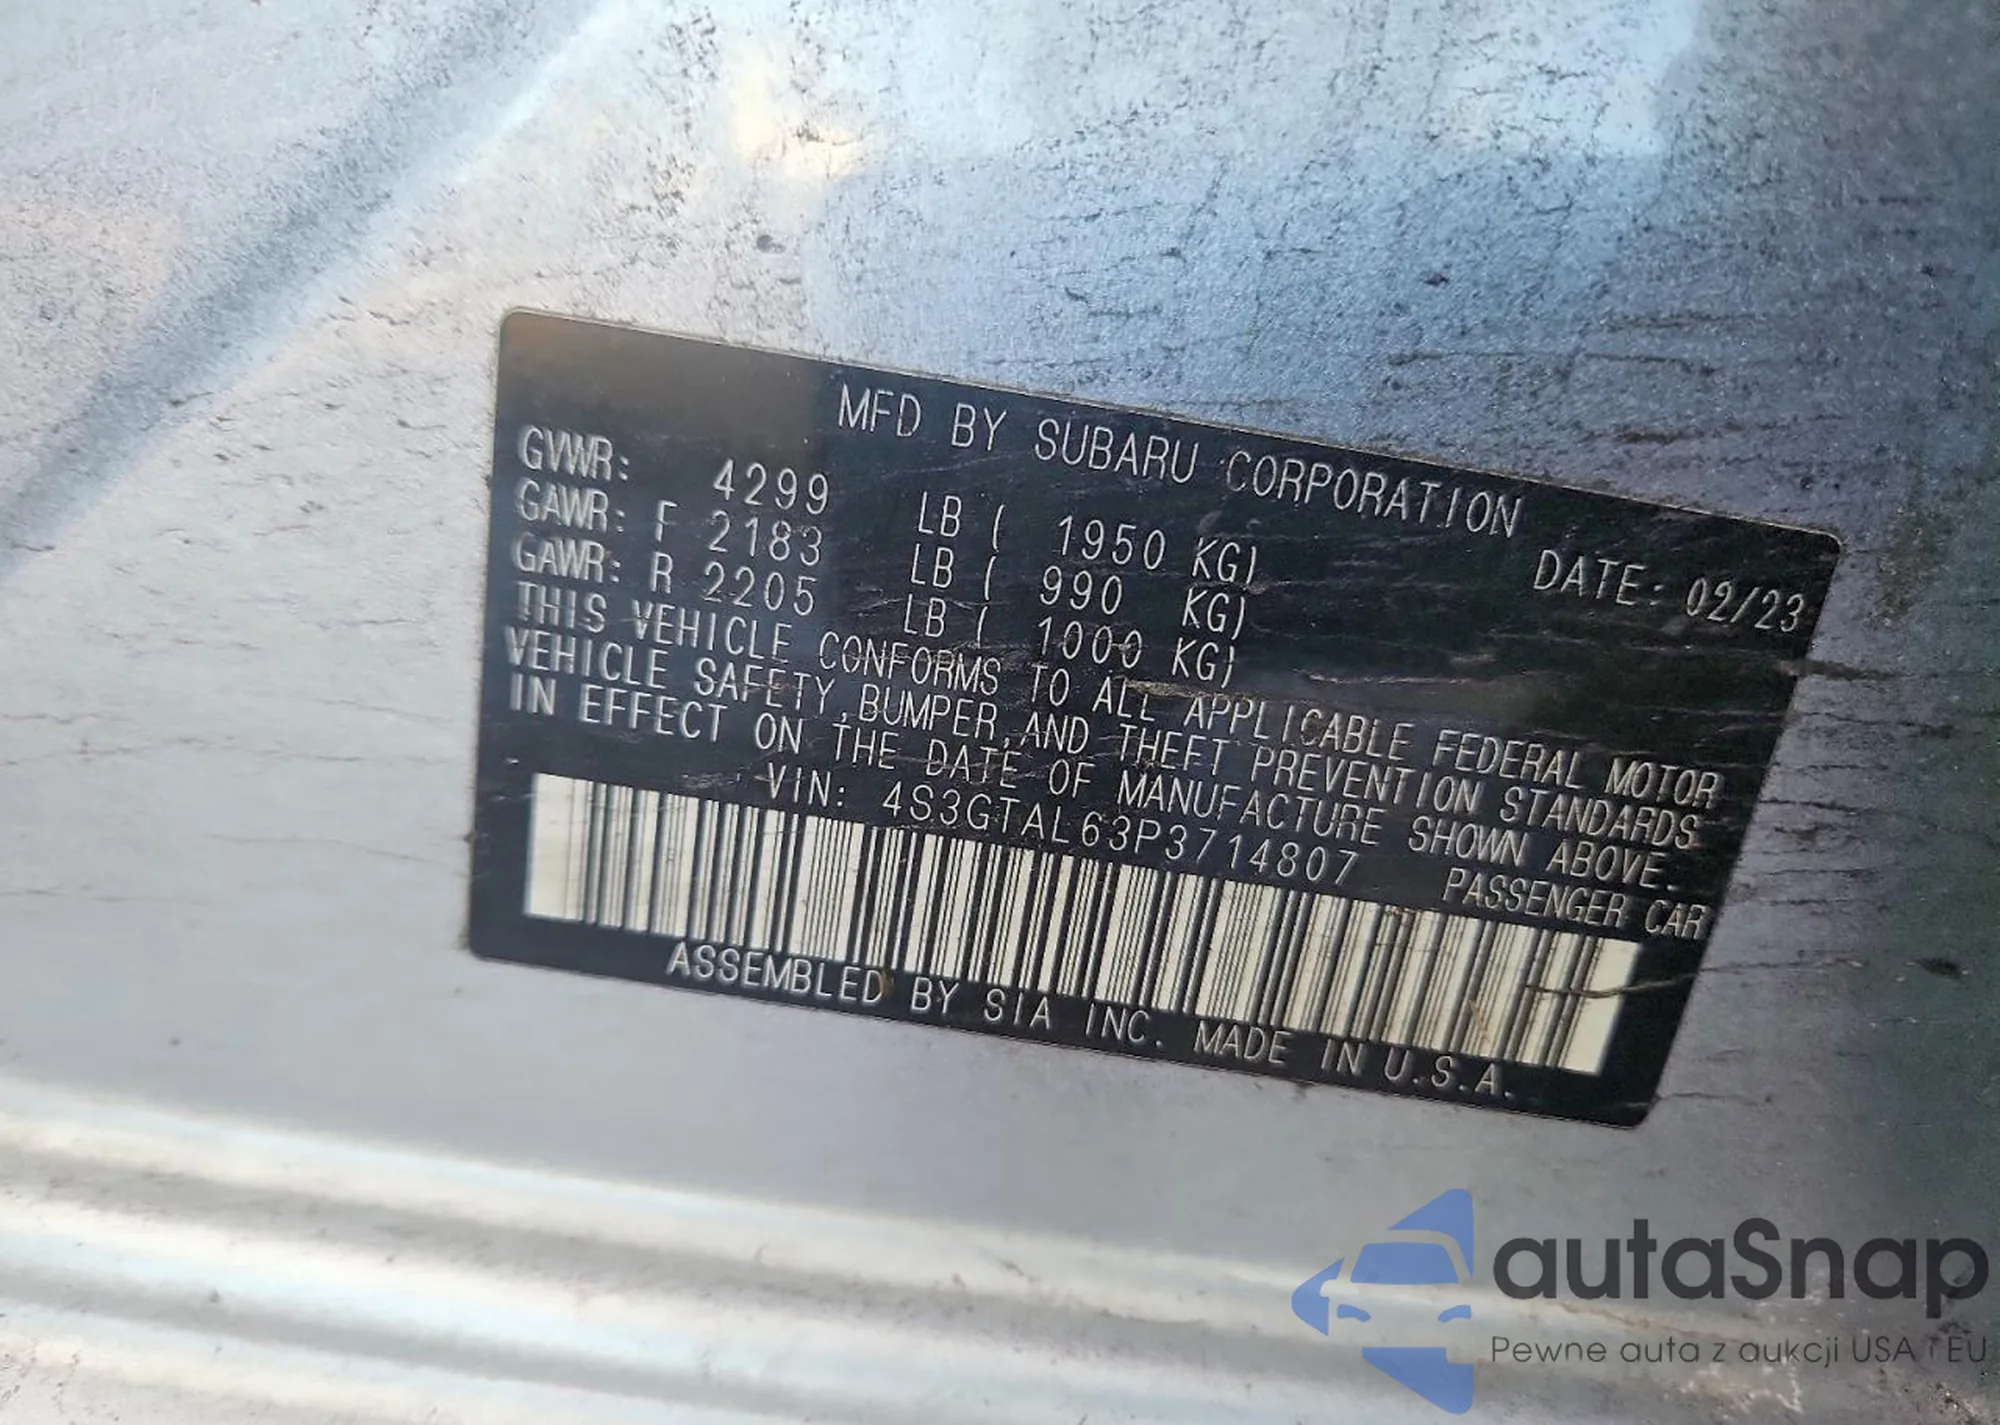 MFD BY SUBARU CORPORATION
DATE: 02/23
GVWR: 4299 LB ( 1950 KG)
GAWR: F 2183 LB ( 990 KG)
GAWR: R 2205 LB ( 1000 KG)
THIS VEHICLE CONFORMS TO ALL APPLICABLE FEDERAL MOTOR
VEHICLE SAFETY, BUMPER, AND THEFT PREVENTION STANDARDS
IN EFFECT ON THE DATE OF MANUFACTURE SHOWN ABOVE.
VIN: 4S3GTAL63P3714807 PASSENGER CAR
ASSEMBLED BY SIA INC. MADE IN U.S.A.
autaSnap
Pewne auta z aukcji USA i EU